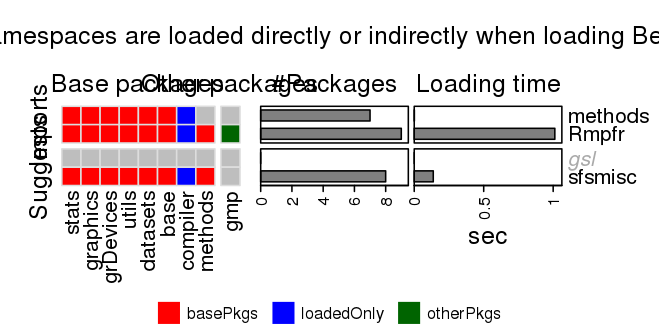 amespaces are loaded directly or indirectly when loading Be
Base packages
Other packages
#Packages
Loading time
Imports
Suggests
methods
Rmpfr
gsl
sfsmisc
stats
graphics
grDevices
utils
datasets
base
compiler
methods
gmp
0 2 4 6 8
0 0.5 1
sec
basePkgs loadedOnly otherPkgs